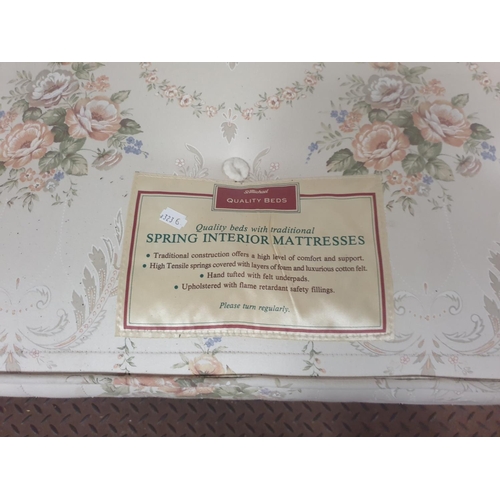 QUALITY BEDS
Quality beds with traditional
SPRING INTERIOR MATTRESSES
• Traditional construction offers a high level of comfort and support.
• High Tensile springs covered with layers of foam and luxurious cotton felt.
• Hand tufted with felt underpads.
• Upholstered with flame retardant safety fillings.
Please turn regularly.